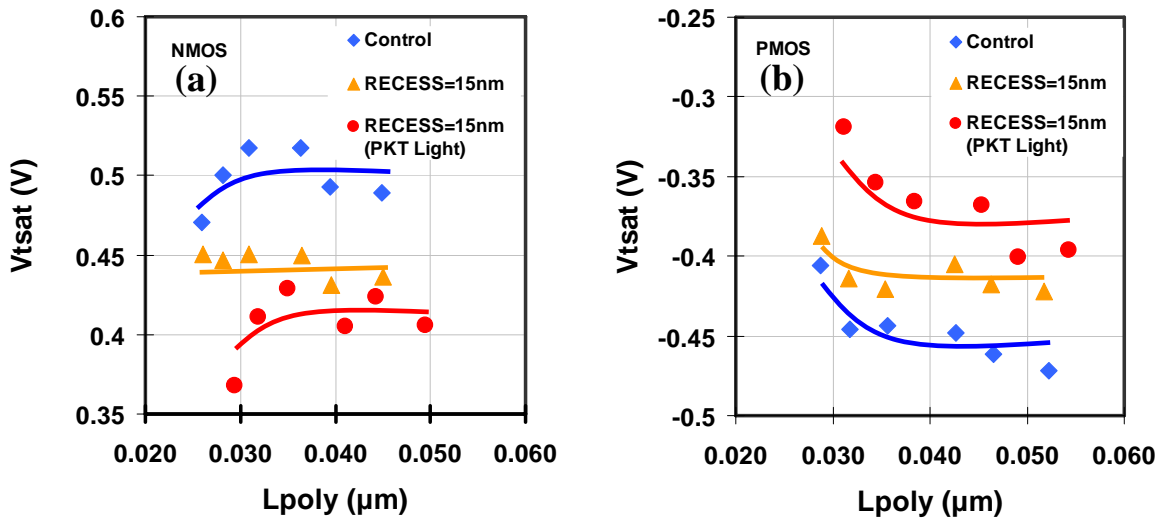 0.6
0.55
0.5
0.45
0.4
0.35
Vtsat (V)
NMOS
(a)
Control
RECESS=15nm
RECESS=15nm
(PKT Light)
0.020 0.030 0.040 0.050 0.060
Lpoly (µm)
-0.25
-0.3
-0.35
-0.4
-0.45
-0.5
Vtsat (V)
PMOS
(b)
Control
RECESS=15nm
RECESS=15nm
(PKT Light)
0.020 0.030 0.040 0.050 0.060
Lpoly (µm)